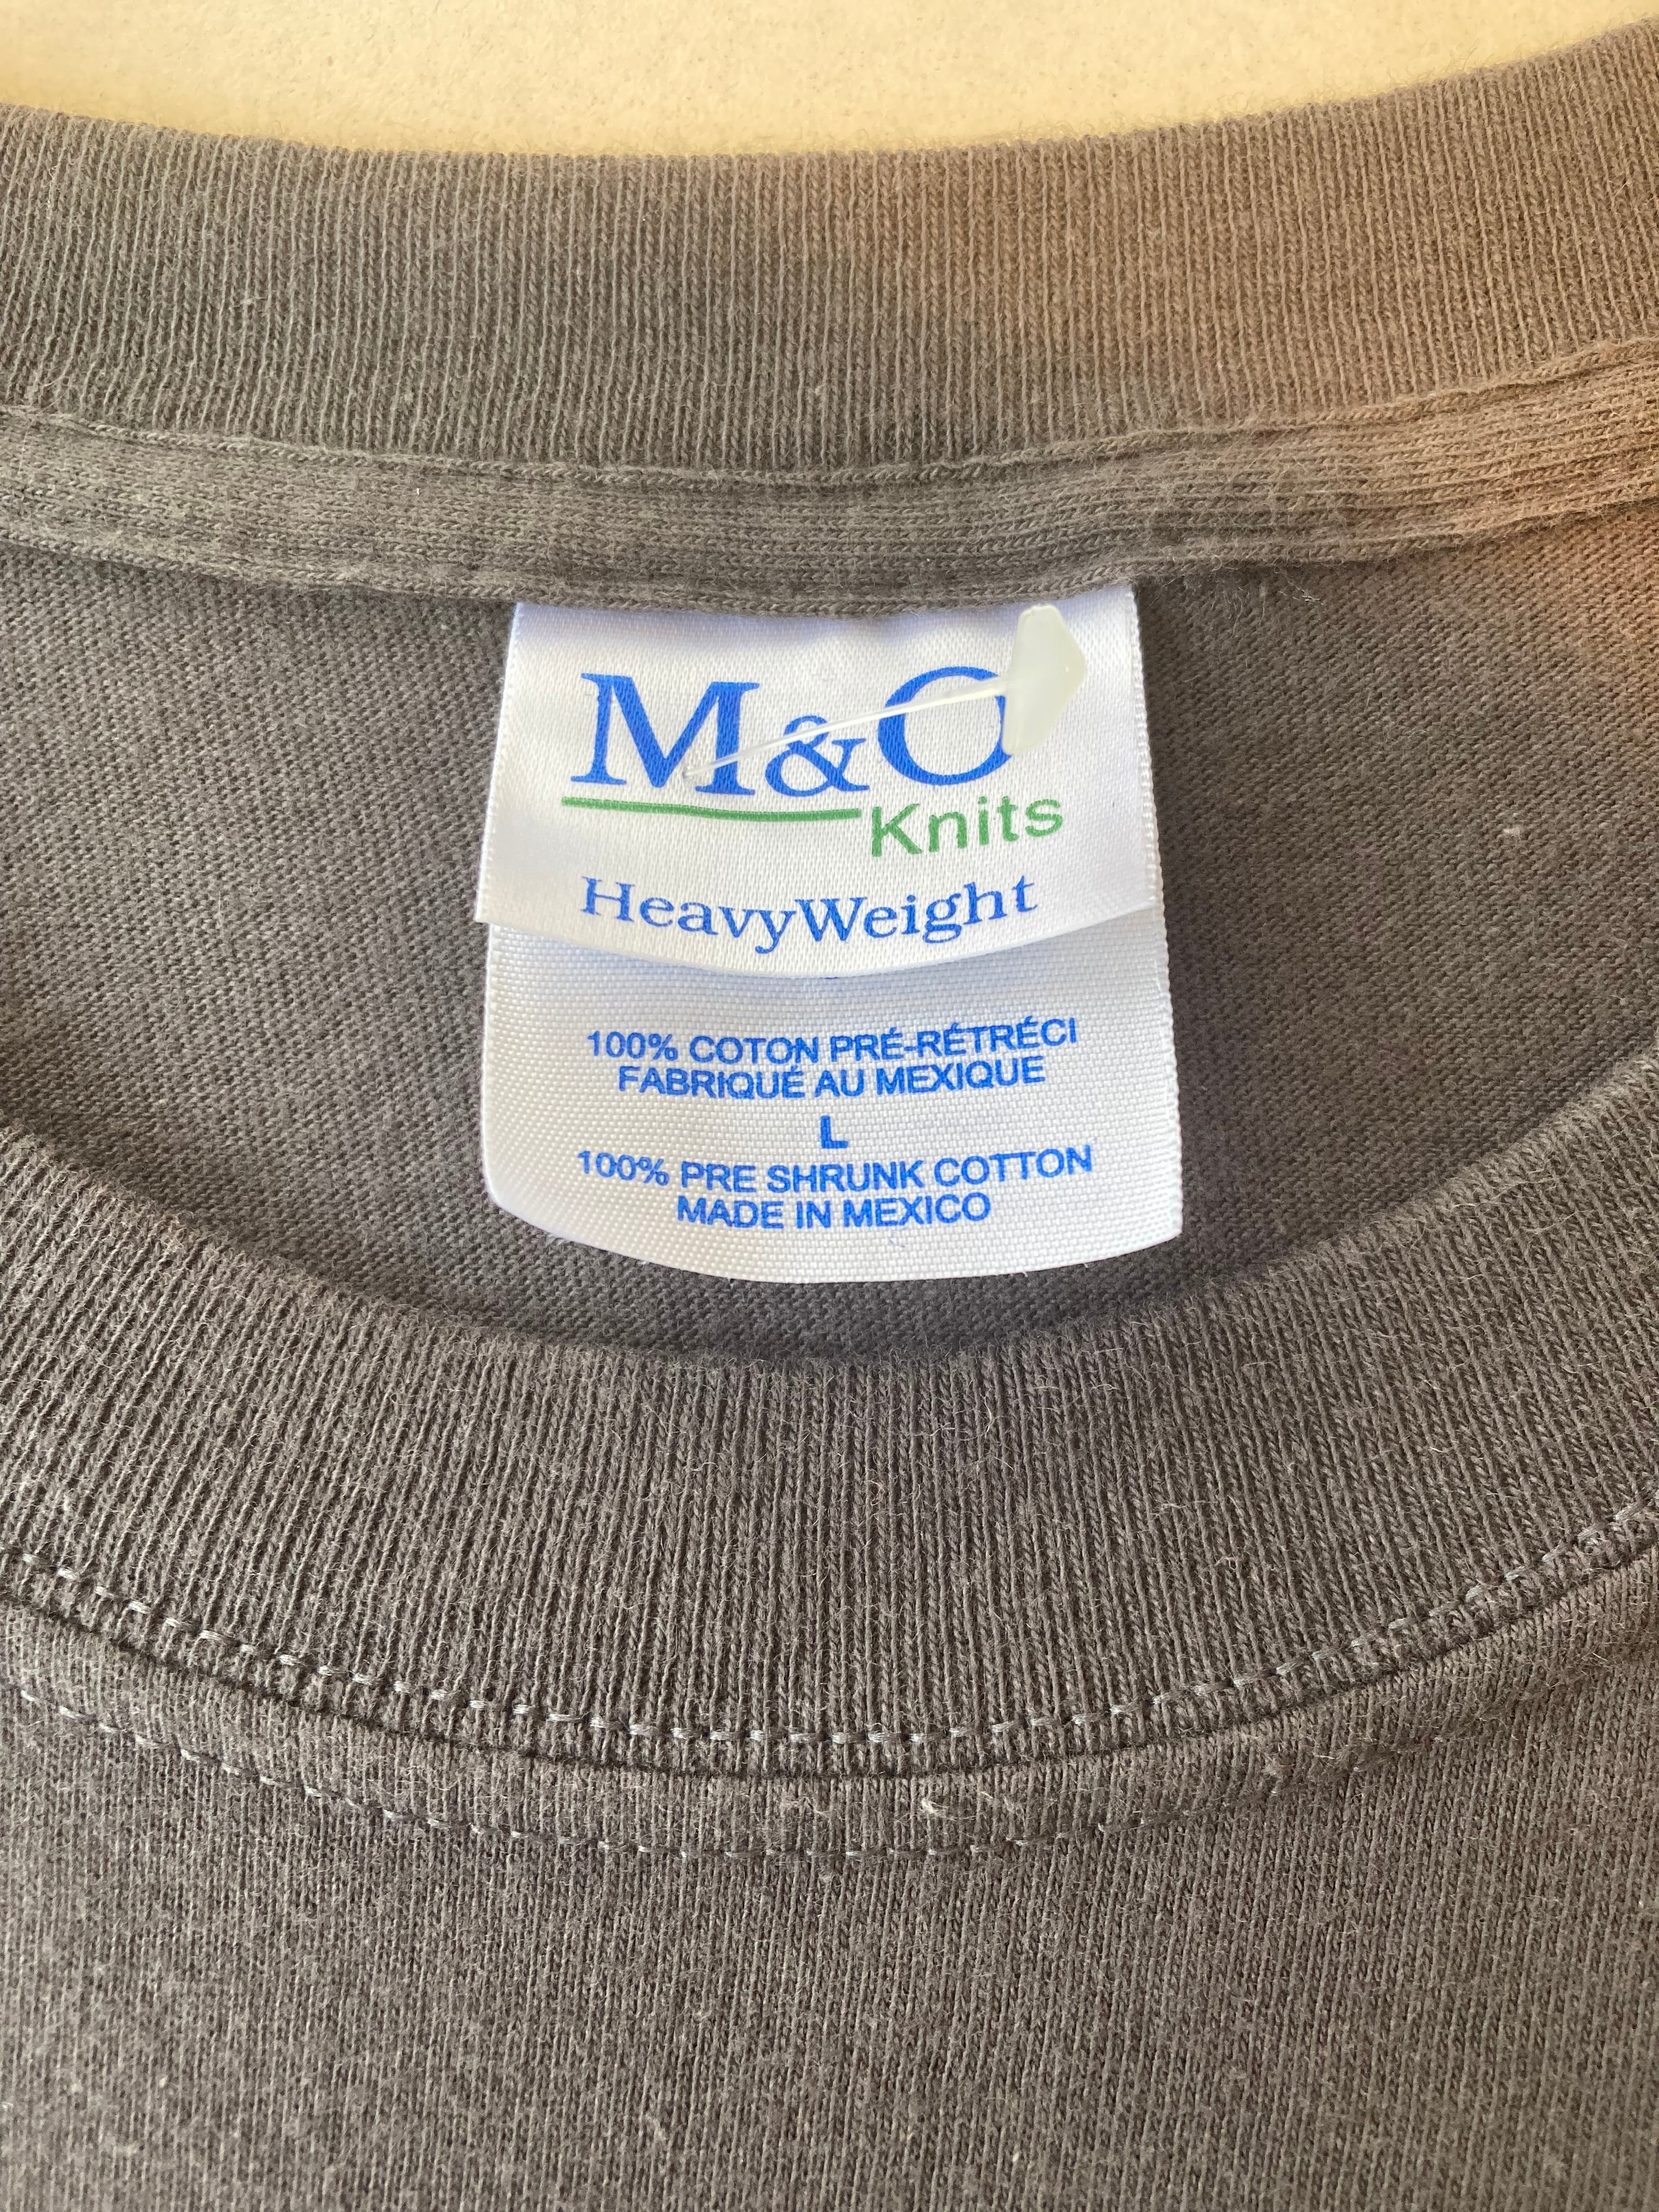 M&O
Knits
HeavyWeight
100% COTON PRÉ-RÉTRÉCI
FABRIQUÉ AU MEXIQUE
L
100% PRE SHRUNK COTTON
MADE IN MEXICO